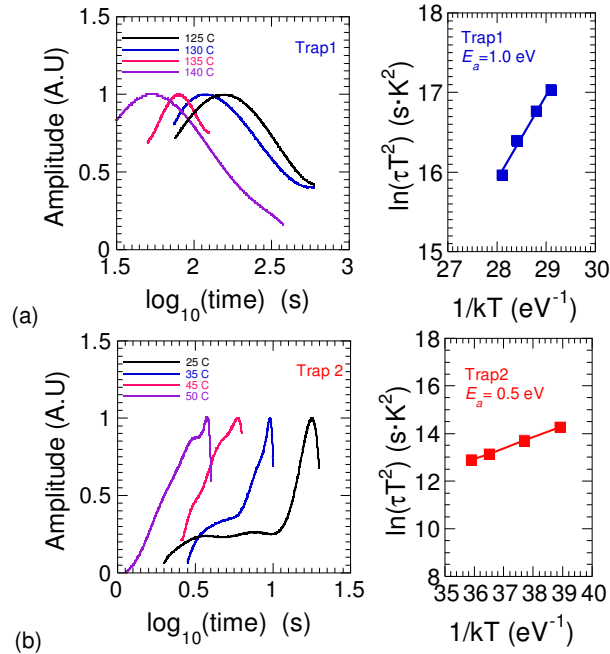 125 C
130 C
135 C
140 C
Trap1
Amplitude (A.U)
1
0.5
0
1.5 2 2.5 3
log10(time) (s)
Trap1
Ea=1.0 eV
ln(τT²) (s·K²)
18
17
16
15
27 28 29 30
1/kT (eV⁻¹)
(a)
25 C
35 C
45 C
50 C
Trap 2
Amplitude (A.U)
1
0.5
0
0 0.5 1.0 1.5
log10(time) (s)
Trap2
Ea= 0.5 eV
ln(τT²) (s·K²)
18
16
14
12
10
8
35 36 37 38 39 40
1/kT (eV⁻¹)
(b)